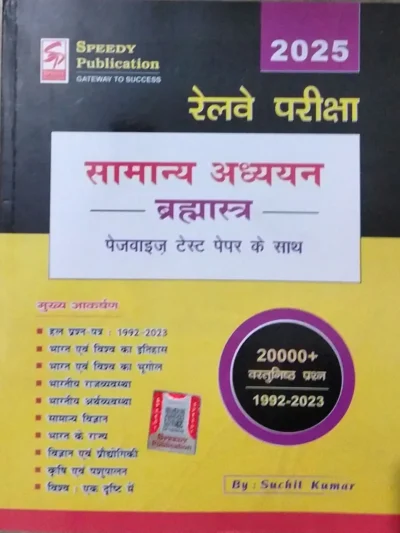 SPEEDY
Publication
GATEWAY TO SUCCESS
2025
रेलवे परीक्षा
सामान्य अध्ययन
ब्रह्मास्त्र
पेजवाइज़ टेस्ट पेपर के साथ
मुख्य आकर्षण
हल प्रश्न पत्र : 1992-2023
भारत एवं विश्व का इतिहास
भारत एवं विश्व का भूगोल
भारतीय राजव्यवस्था
भारतीय अर्थव्यवस्था
सामान्य विज्ञान
भारत के राज्य
विज्ञान एवं प्रौद्योगिकी
कृषि एवं पशुपालन
विश्व : एक दृष्टि में
20000+
वस्तुनिष्ठ प्रश्न
1992-2023
SPEEDY
Publication
By : Suchit Kumar